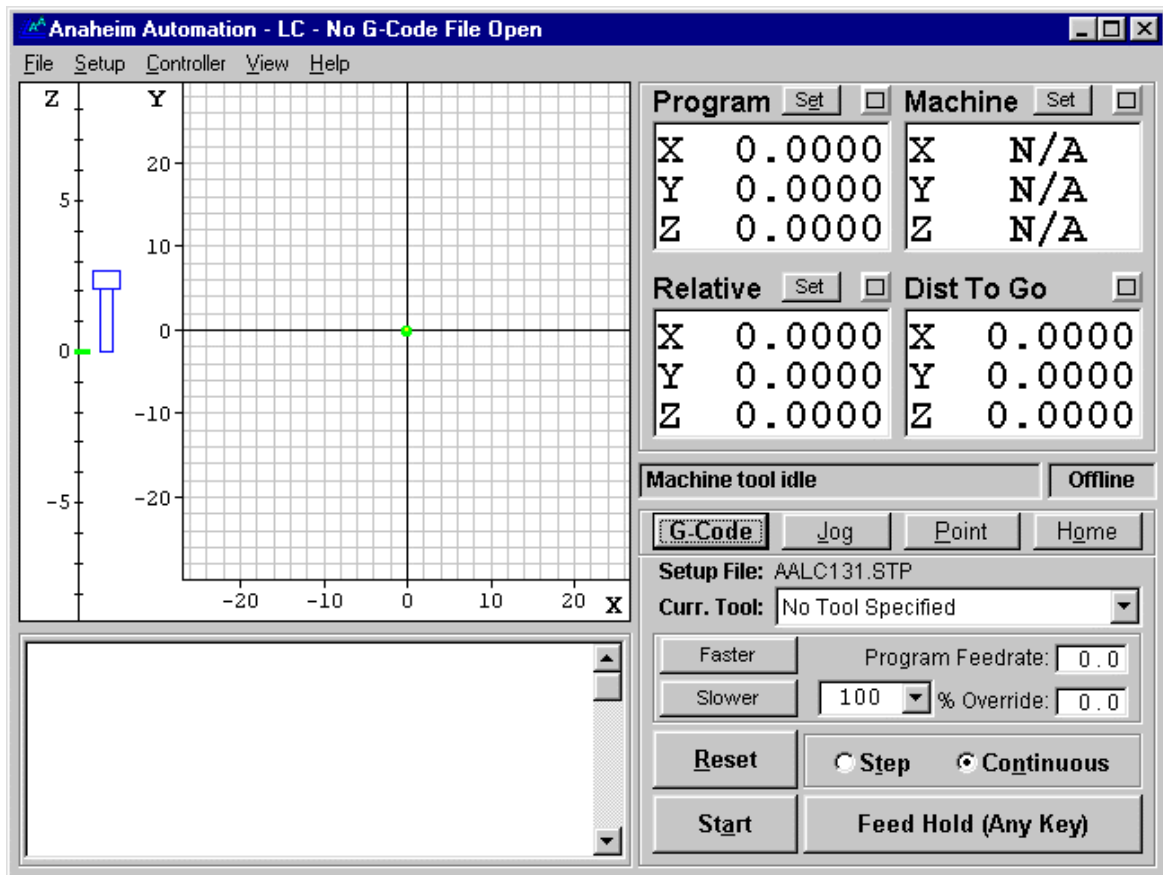 Anaheim Automation - LC - No G-Code File Open
File Setup Controller View Help
Z
5
0
-5
Y
20
10
0
-10
-20
-20 -10 0 10 20 X
Program Set
X 0.0000
Y 0.0000
Z 0.0000
Machine Set
X N/A
Y N/A
Z N/A
Relative Set
X 0.0000
Y 0.0000
Z 0.0000
Dist To Go
X 0.0000
Y 0.0000
Z 0.0000
Machine tool idle Offline
G-Code Jog Point Home
Setup File: AALC131.STP
Curr. Tool: No Tool Specified
Faster Program Feedrate: 0.0
Slower 100 % Override: 0.0
Reset Step Continuous
Start Feed Hold (Any Key)